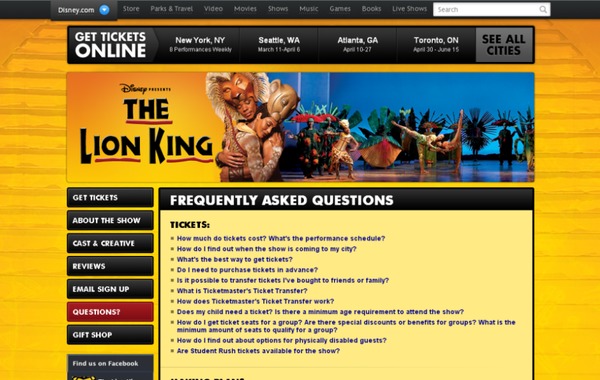 Disney.com Store Parks & Travel Video Movies Shows Music Games Books Live Shows Search
GET TICKETS
ONLINE
New York, NY
8 Performances Weekly
Seattle, WA
March 11-April 6
Atlanta, GA
April 10-27
Toronto, ON
April 30 - June 15
SEE ALL
CITIES
Disney PRESENTS
THE
LION KING
GET TICKETS
ABOUT THE SHOW
CAST & CREATIVE
REVIEWS
EMAIL SIGN UP
QUESTIONS?
GIFT SHOP
Find us on Facebook
FREQUENTLY ASKED QUESTIONS
TICKETS:
How much do tickets cost? What's the performance schedule?
How do I find out when the show is coming to my city?
What's the best way to get tickets?
Do I need to purchase tickets in advance?
Is it possible to transfer tickets I've bought to friends or family?
What is Ticketmaster's Ticket Transfer?
How does Ticketmaster's Ticket Transfer work?
Does my child need a ticket? Is there a minimum age requirement to attend the show?
How do I get ticket seats for a group? Are there special discounts or benefits for groups? What is the
minimum amount of seats to qualify for a group?
How do I find out about options for physically disabled guests?
Are Student Rush tickets available for the show?